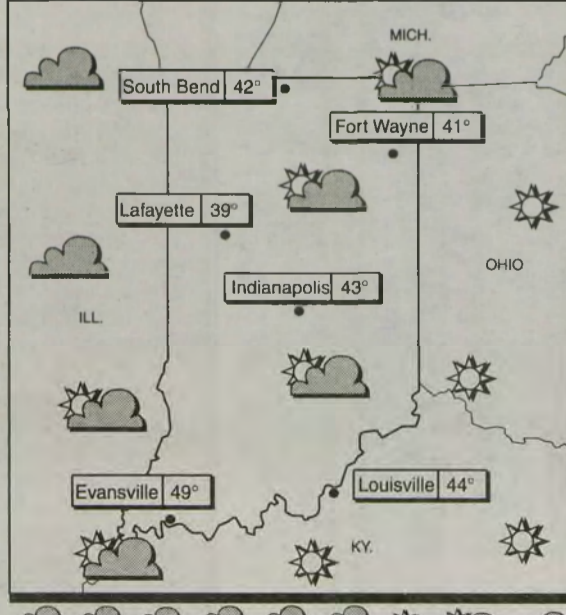 MICH.
South Bend 42°
Fort Wayne 41°
Lafayette 39°
OHIO
Indianapolis 43°
ILL.
Evansville 49°
Louisville 44°
KY.